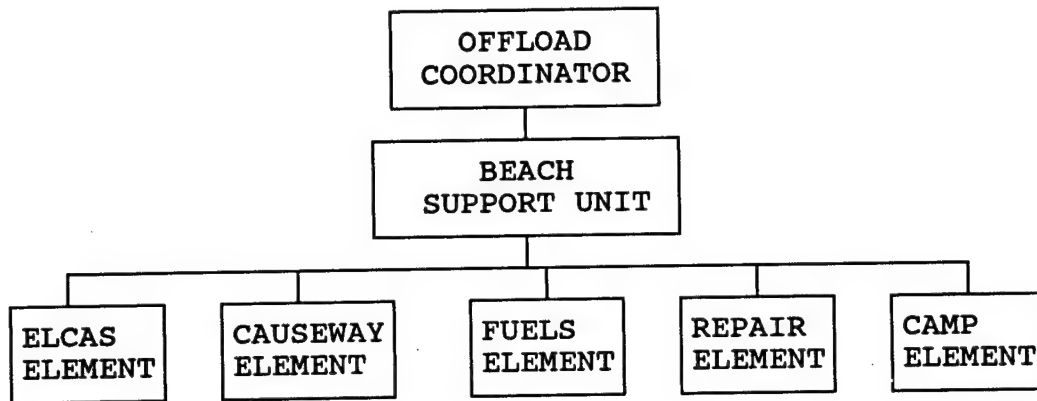 OFFLOAD
COORDINATOR
BEACH
SUPPORT UNIT
ELCAS
ELEMENT
CAUSEWAY
ELEMENT
FUELS
ELEMENT
REPAIR
ELEMENT
CAMP
ELEMENT